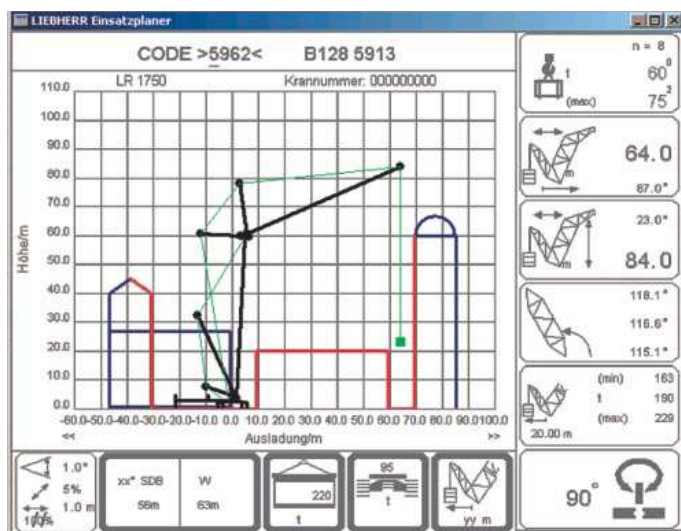 LIEBHERR Einsatzplaner
CODE >5962< B128 5913
LR 1750 Krannummer: 000000000
110.0
100.0
90.0
80.0
70.0
60.0
50.0
40.0
30.0
20.0
10.0
0.0
Höhe/m
-60.0-50.0-40.0-30.0-20.0-10.0 0.0 10.0 20.0 30.0 40.0 50.0 60.0 70.0 80.0 90.0100.0
<< Ausladung/m >>
n = 8
t 60 0
(max) 75 2
64.0
m
87.0°
23.0°
m
84.0
118.1°
116.6°
115.1°
(min) 163
t 190
(max) 229
20.00 m
1.0°
5%
1.0 m
100%
xx° SDB W
56m 63m
220
t
95
t
yy m
90°